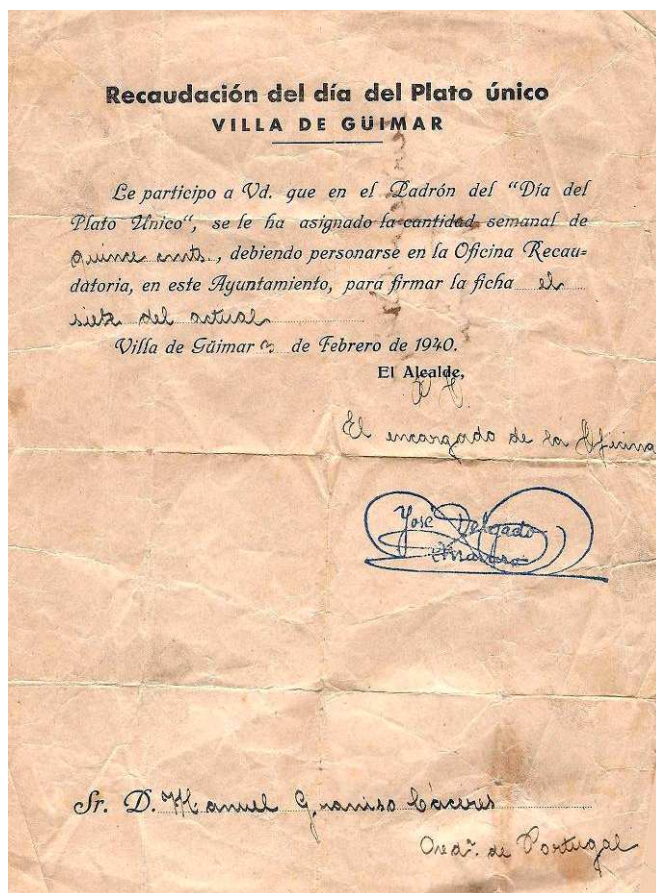 Recaudación del día del Plato único
VILLA DE GÜIMAR
Le participo a Vd. que en el Padrón del "Día del
Plato Único", se le ha asignado la cantidad semanal de
quince cnts, debiendo personarse en la Oficina Recau-
datoria, en este Ayuntamiento, para firmar la ficha el
siete del actual
Villa de Güimar 3 de Febrero de 1940.
El Alcalde,
El encargado de la Oficina
José Delgado
Sr. D. Manuel Cáceres
de Portugal